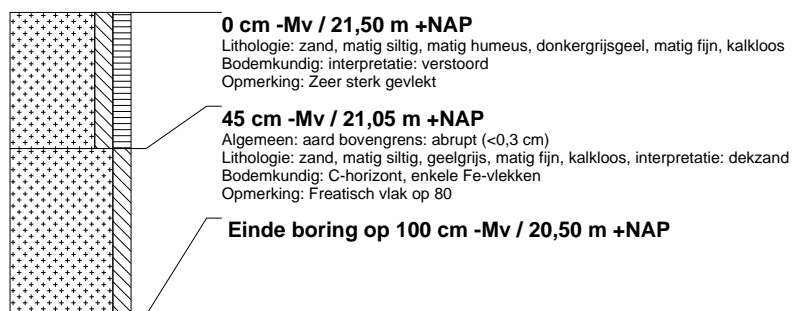 0 cm -Mv / 21,50 m +NAP
Lithologie: zand, matig siltig, matig humeus, donkergrijsgeel, matig fijn, kalkloos
Bodemkundig: interpretatie: verstoord
Opmerking: Zeer sterk gevlekt
45 cm -Mv / 21,05 m +NAP
Algemeen: aard bovengrens: abrupt (<0,3 cm)
Lithologie: zand, matig siltig, geelgrijs, matig fijn, kalkloos, interpretatie: dekzand
Bodemkundig: C-horizont, enkele Fe-vlekken
Opmerking: Freatisch vlak op 80
Einde boring op 100 cm -Mv / 20,50 m +NAP